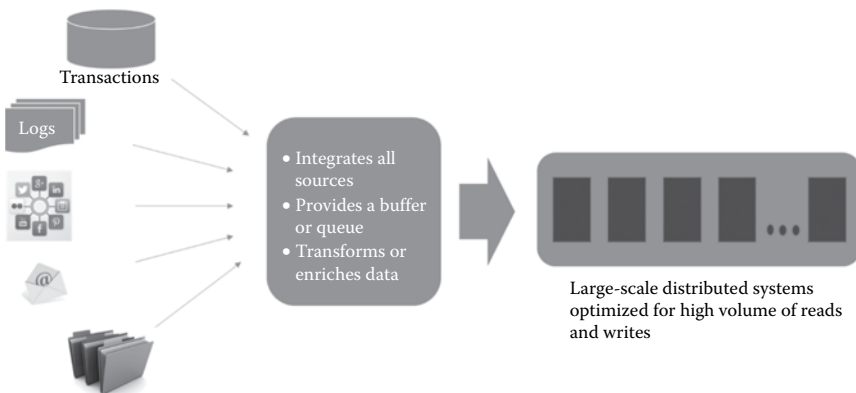 Transactions
Logs
• Integrates all
sources
• Provides a buffer
or queue
• Transforms or
enriches data
Large-scale distributed systems
optimized for high volume of reads
and writes